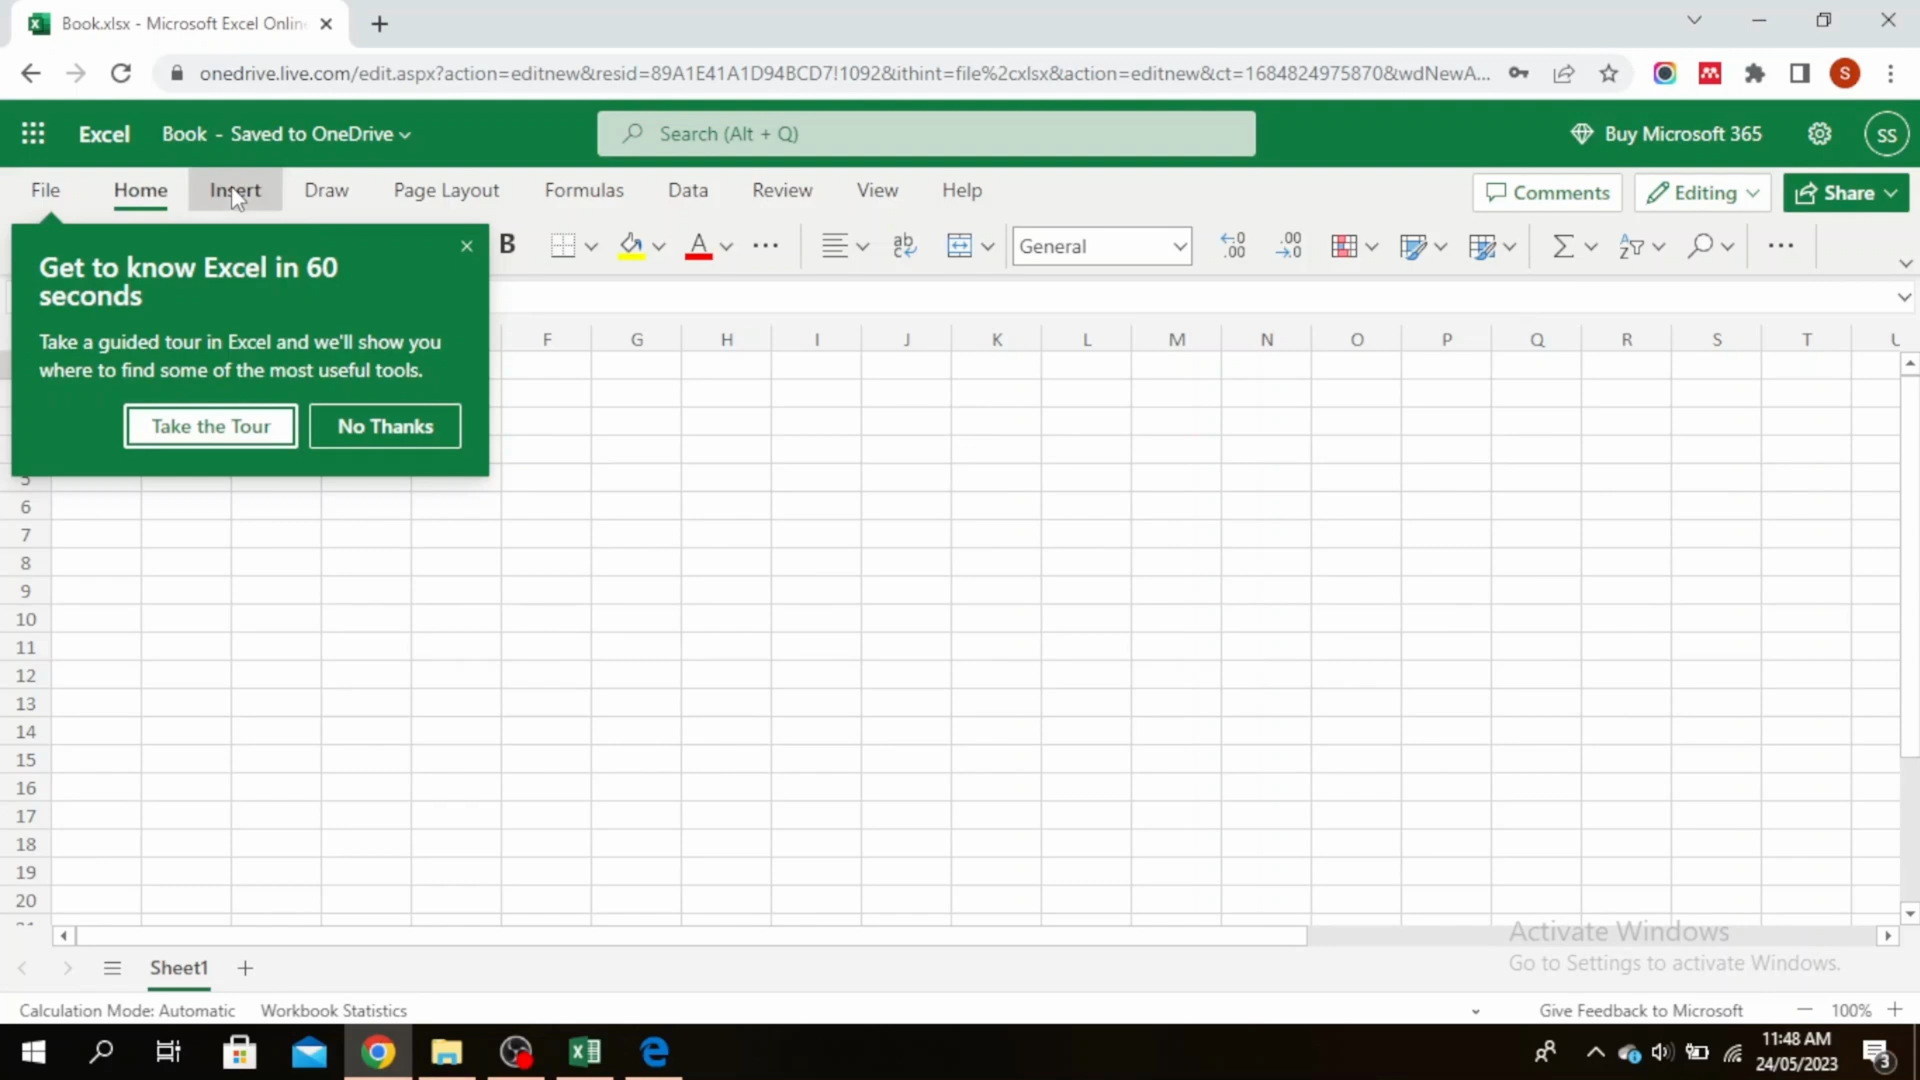 Book.xlsx - Microsoft Excel Onlin
onedrive.live.com/edit.aspx?action=editnew&resid=89A1E41A1D94BCD7!1092&ithint=file%2cxlsx&action=editnew&ct=1684824975870&wdNewA...
S
Excel Book - Saved to OneDrive
Search (Alt + Q)
Buy Microsoft 365
SS
File Home Insert Draw Page Layout Formulas Data Review View Help
Comments Editing Share
B A ab General .00 .00
Get to know Excel in 60
seconds
Take a guided tour in Excel and we'll show you
where to find some of the most useful tools.
Take the Tour No Thanks
F G H I J K L M N O P Q R S T
5
6
7
8
9
10
11
12
13
14
15
16
17
18
19
20
Activate Windows
Go to Settings to activate Windows.
Sheet1
Calculation Mode: Automatic Workbook Statistics
Give Feedback to Microsoft 100%
11:48 AM
24/05/2023
3